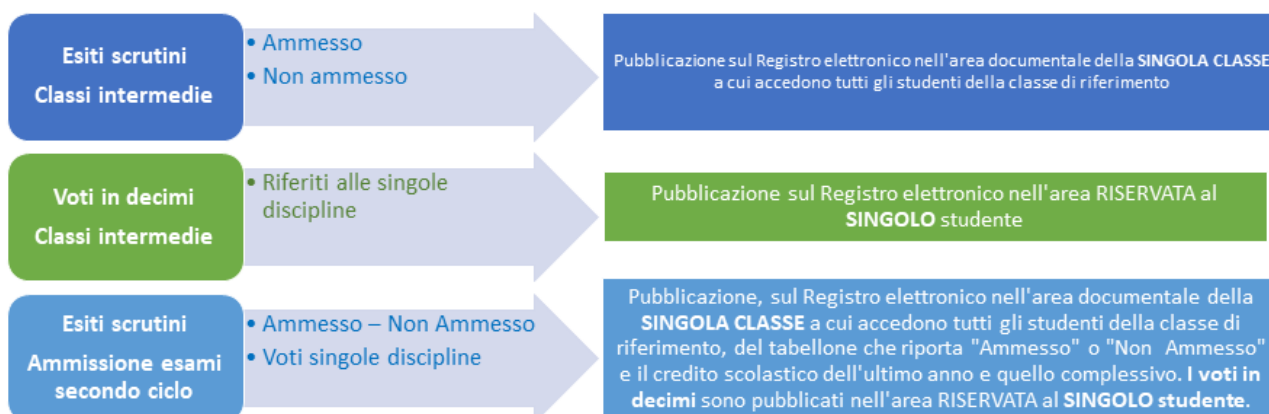 Esiti scrutini
Classi intermedie
• Ammesso
• Non ammesso
Pubblicazione sul Registro elettronico nell'area documentale della SINGOLA CLASSE
a cui accedono tutti gli studenti della classe di riferimento
Voti in decimi
Classi intermedie
• Riferiti alle singole
discipline
Pubblicazione sul Registro elettronico nell'area RISERVATA al
SINGOLO studente
Esiti scrutini
Ammissione esami
secondo ciclo
• Ammesso – Non Ammesso
• Voti singole discipline
Pubblicazione, sul Registro elettronico nell'area documentale della
SINGOLA CLASSE a cui accedono tutti gli studenti della classe di
riferimento, del tabellone che riporta "Ammesso" o "Non Ammesso"
e il credito scolastico dell'ultimo anno e quello complessivo. I voti in
decimi sono pubblicati nell'area RISERVATA al SINGOLO studente.